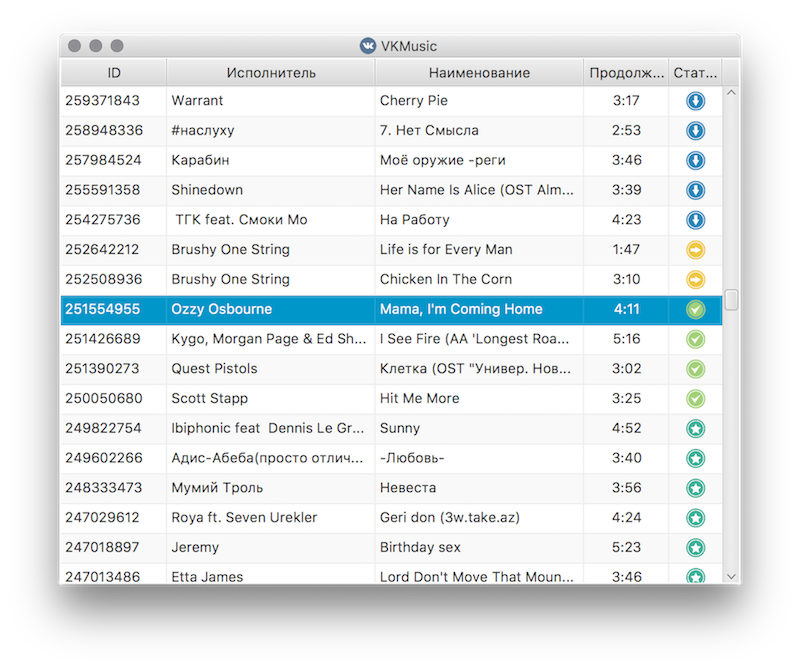 VKMusic
ID Исполнитель Наименование Продолж... Стат...
259371843 Warrant Cherry Pie 3:17
258948336 #наслуху 7. Нет Смысла 2:53
257984524 Карабин Моё оружие -реги 3:46
255591358 Shinedown Her Name Is Alice (OST Alm... 3:39
254275736 ТГК feat. Смоки Мо На Работу 4:23
252642212 Brushy One String Life is for Every Man 1:47
252508936 Brushy One String Chicken In The Corn 3:10
251554955 Ozzy Osbourne Mama, I'm Coming Home 4:11
251426689 Kygo, Morgan Page & Ed Sh... I See Fire (AA 'Longest Roa... 5:16
251390273 Quest Pistols Клетка (OST "Универ. Нов... 3:02
250050680 Scott Stapp Hit Me More 3:25
249822754 Ibiphonic feat Dennis Le Gr... Sunny 4:52
249602266 Адис-Абеба(просто отлич... -Любовь- 3:40
248333473 Мумий Троль Невеста 3:56
247029612 Roya ft. Seven Urekler Geri don (3w.take.az) 4:24
247018897 Jeremy Birthday sex 5:23
247013486 Etta James Lord Don't Move That Moun... 3:46